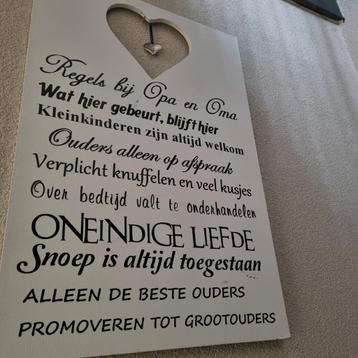 Regels bij Opa en Oma
Wat hier gebeurt, blijft hier
Kleinkinderen zijn altijd welkom
Ouders alleen op afspraak
Verplicht knuffelen en veel kusjes
Over bedtijd valt te onderhandelen
ONEINDIGE LIEFDE
Snoep is altijd toegestaan
ALLEEN DE BESTE OUDERS
PROMOVEREN TOT GROOTOUDERS